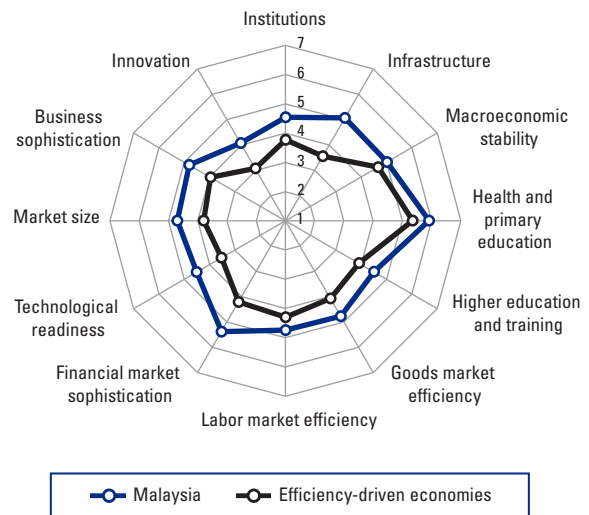 Institutions
7
Infrastructure
6
Innovation
5
Macroeconomic
stability
Business
sophistication
4
3
Health and
primary
education
2
Market size
1
Higher education
and training
Technological
readiness
Goods market
efficiency
Financial market
sophistication
Labor market efficiency
Malaysia
Efficiency-driven economies